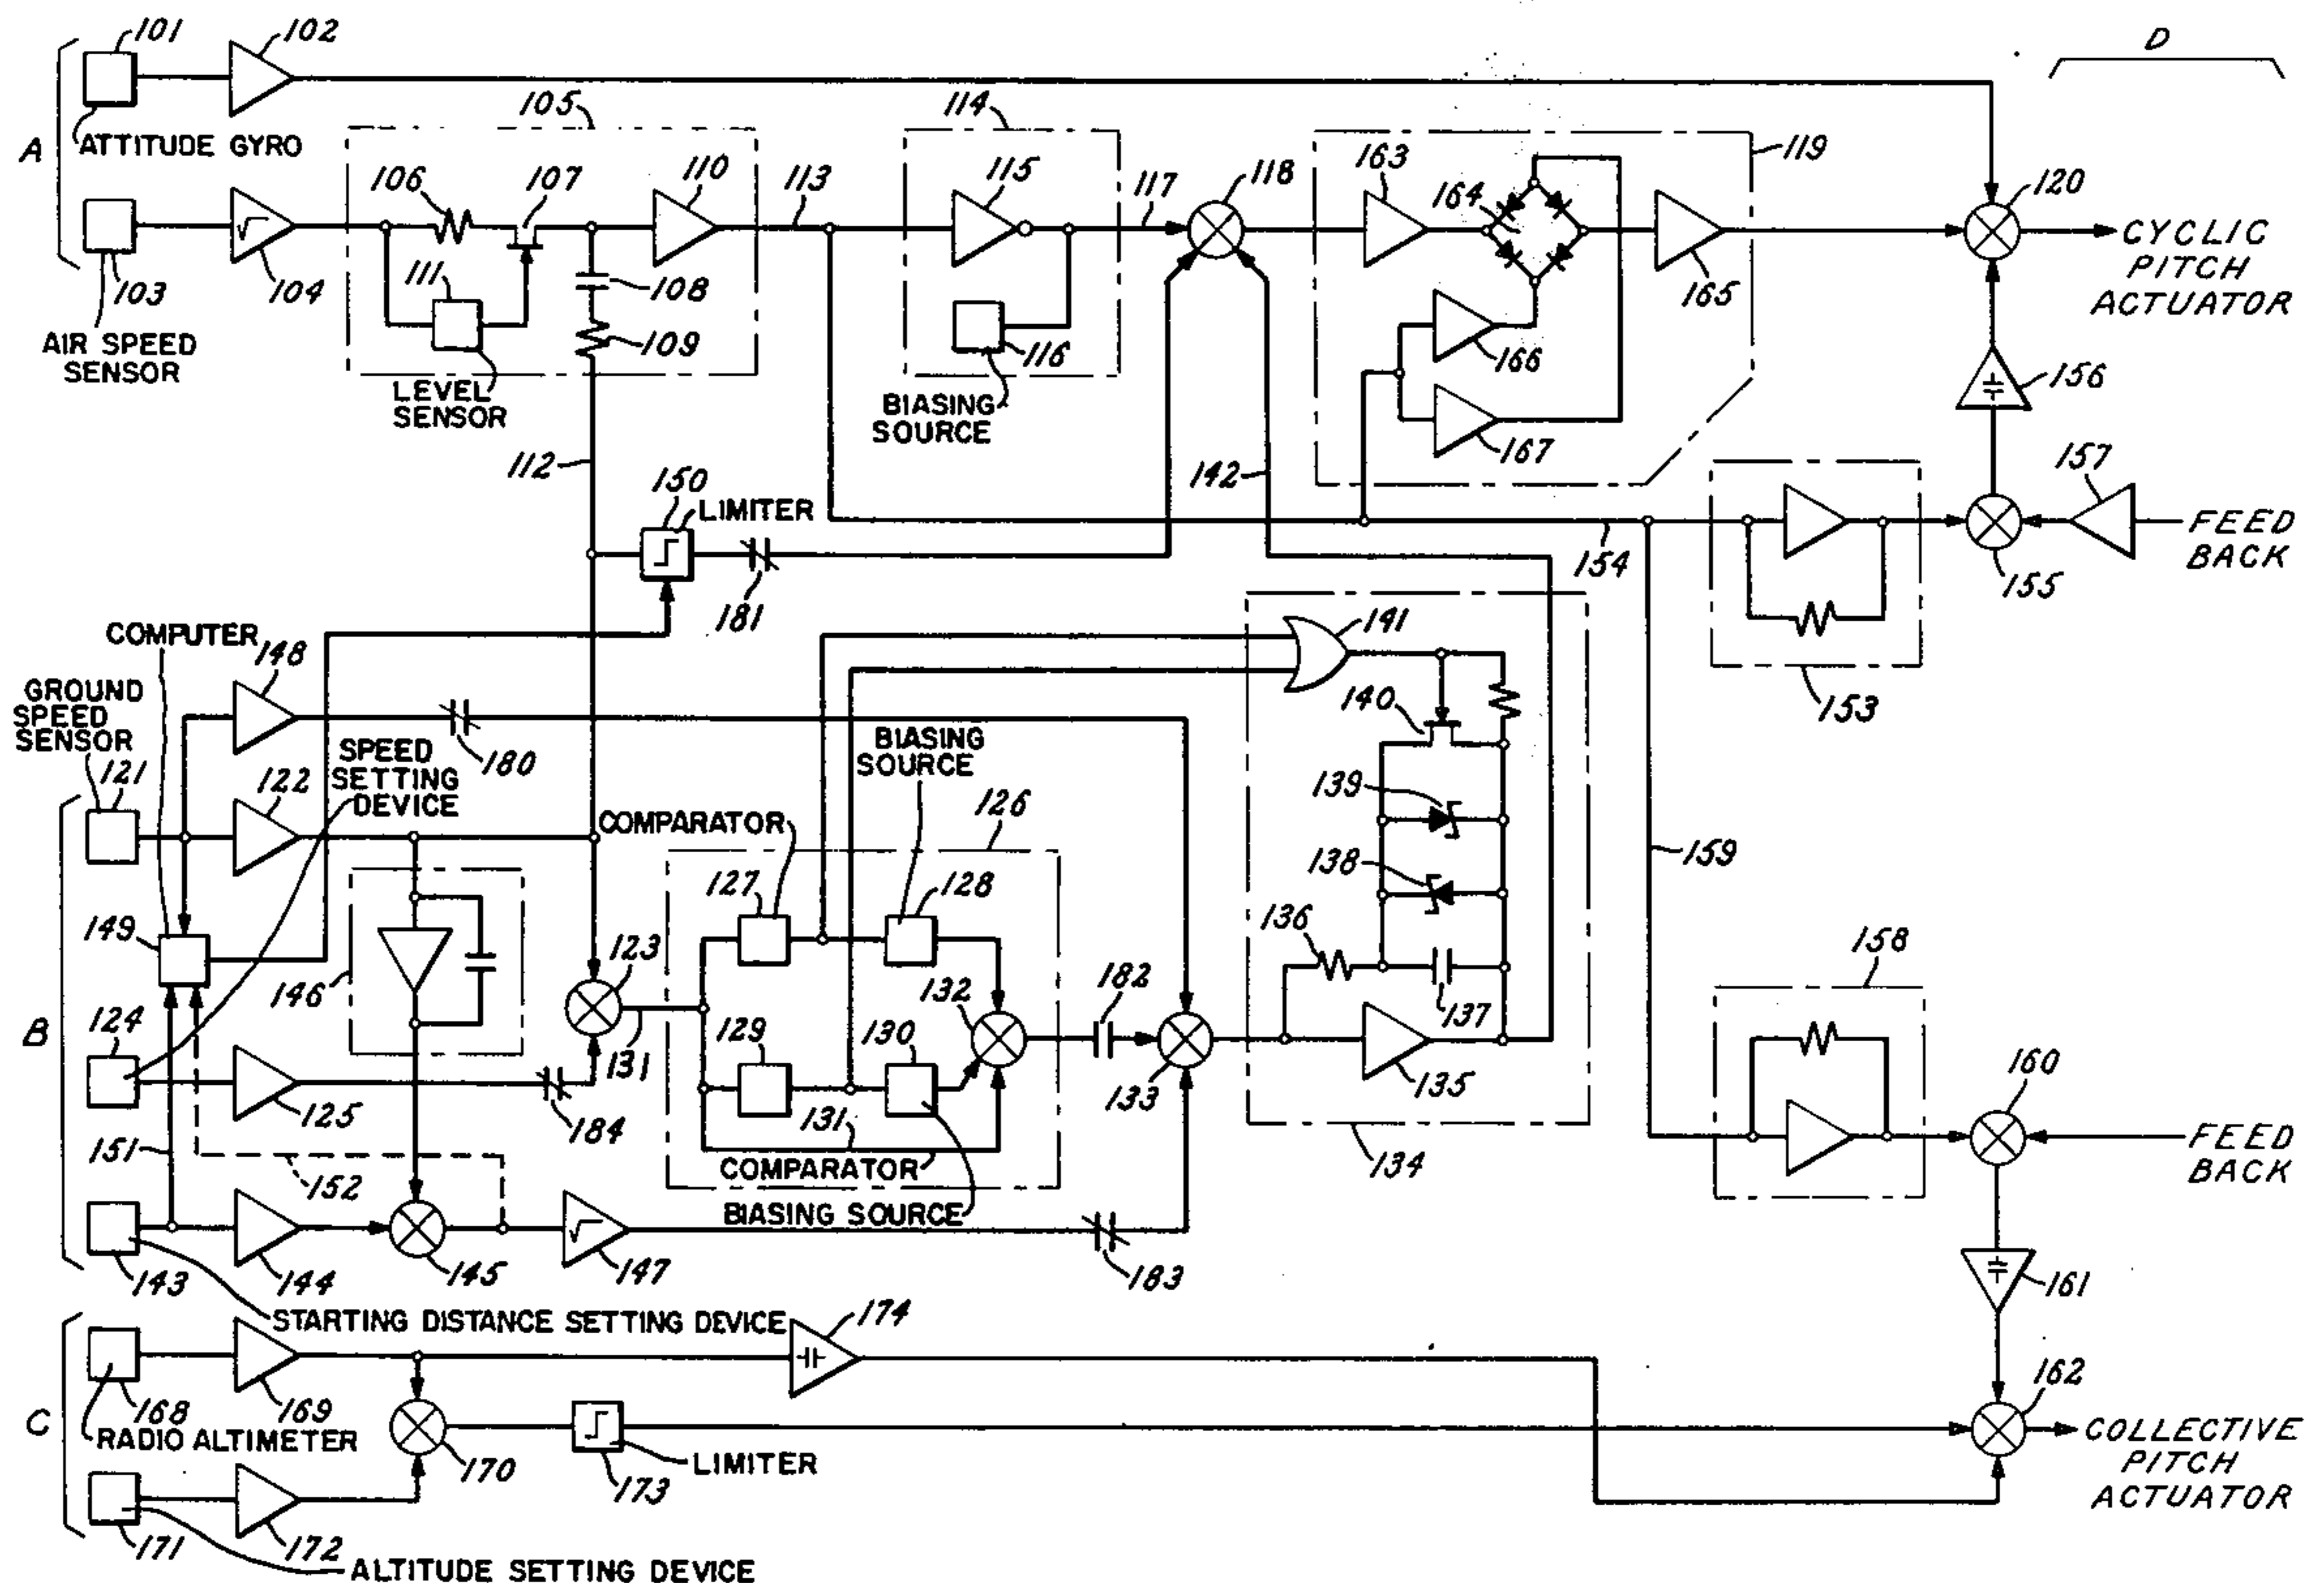 101
102
D
A
ATTITUDE GYRO
105
114
119
106
107
110
113
115
117
118
163
164
120
CYCLIC
PITCH
ACTUATOR
103
104
111
108
109
116
165
166
167
156
AIR SPEED
SENSOR
LEVEL
SENSOR
BIASING
SOURCE
112
150
LIMITER
142
157
FEED
BACK
154
155
181
COMPUTER
148
141
GROUND
SPEED
SENSOR
121
180
SPEED
SETTING
DEVICE
BIASING
SOURCE
140
153
122
COMPARATOR
126
139
159
127
128
138
149
146
123
136
158
B
124
131
129
130
132
182
137
125
184
133
135
160
151
131
152
COMPARATOR
134
FEED
BACK
BIASING SOURCE
143
144
145
147
183
161
STARTING DISTANCE SETTING DEVICE
174
C
168
169
162
RADIO ALTIMETER
170
173
LIMITER
COLLECTIVE
PITCH
ACTUATOR
171
172
ALTITUDE SETTING DEVICE